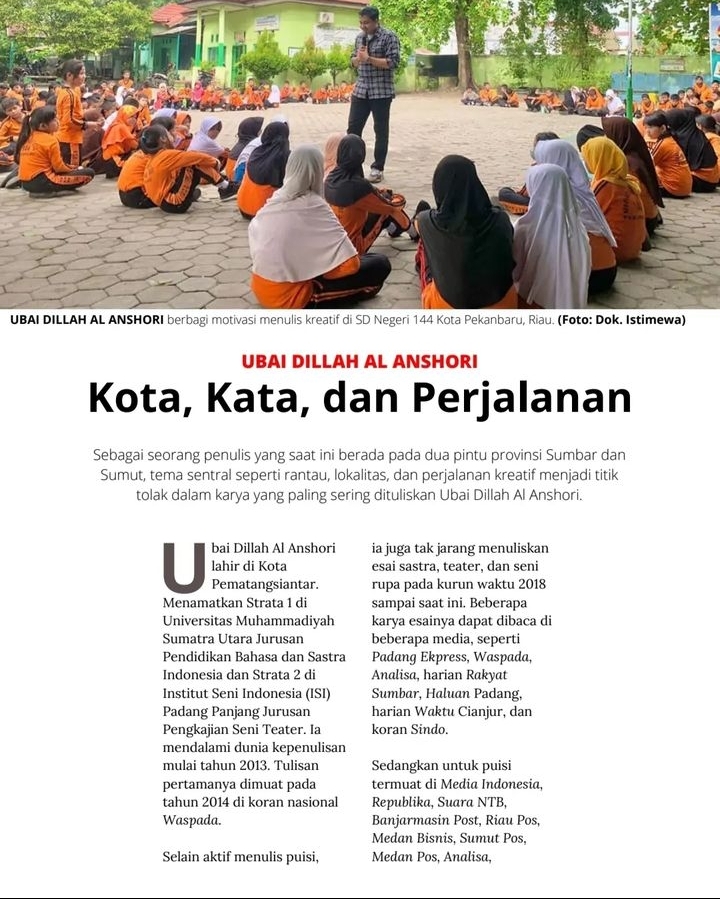 UBAI DILLAH AL ANSHORI berbagi motivasi menulis kreatif di SD Negeri 144 Kota Pekanbaru, Riau. (Foto: Dok. Istimewa)
UBAI DILLAH AL ANSHORI
Kota, Kata, dan Perjalanan
Sebagai seorang penulis yang saat ini berada pada dua pintu provinsi Sumbar dan
Sumut, tema sentral seperti rantau, lokalitas, dan perjalanan kreatif menjadi titik
tolak dalam karya yang paling sering dituliskan Ubai Dillah Al Anshori.
Ubai Dillah Al Anshori
lahir di Kota
Pematangsiantar.
Menamatkan Strata 1 di
Universitas Muhammadiyah
Sumatra Utara Jurusan
Pendidikan Bahasa dan Sastra
Indonesia dan Strata 2 di
Institut Seni Indonesia (ISI)
Padang Panjang Jurusan
Pengkajian Seni Teater. Ia
mendalami dunia kepenulisan
mulai tahun 2013. Tulisan
pertamanya dimuat pada
tahun 2014 di koran nasional
Waspada.
Selain aktif menulis puisi,
ia juga tak jarang menuliskan
esai sastra, teater, dan seni
rupa pada kurun waktu 2018
sampai saat ini. Beberapa
karya esainya dapat dibaca di
beberapa media, seperti
Padang Ekpress, Waspada,
Analisa, harian Rakyat
Sumbar, Haluan Padang,
harian Waktu Cianjur, dan
koran Sindo.
Sedangkan untuk puisi
termuat di Media Indonesia,
Republika, Suara NTB,
Banjarmasin Post, Riau Pos,
Medan Bisnis, Sumut Pos,
Medan Pos, Analisa,